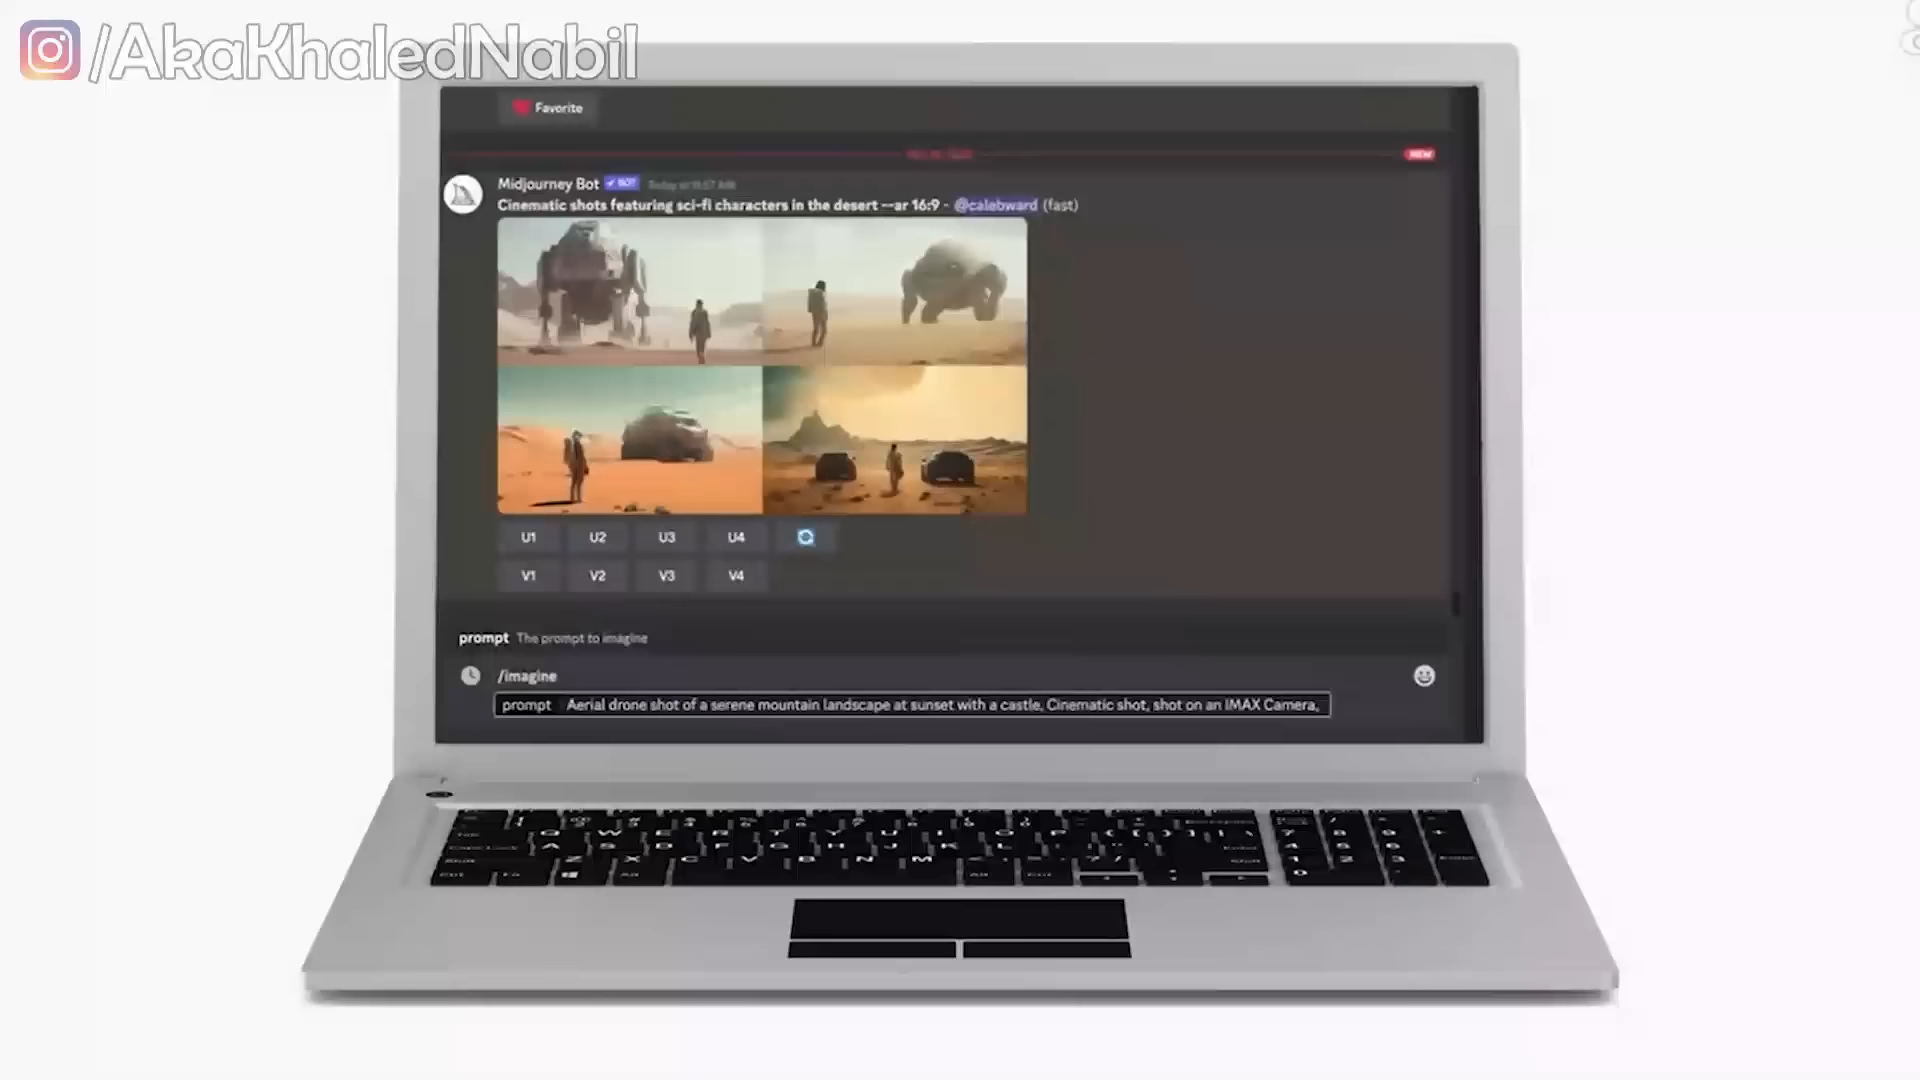 /AkaKhaledNabil
Favorite
NEW
Midjourney Bot ✔ BOT
Cinematic shots featuring sci-fi characters in the desert --ar 16:9 - @calebward (fast)
U1 U2 U3 U4
V1 V2 V3 V4
prompt The prompt to imagine
/imagine
prompt Aerial drone shot of a serene mountain landscape at sunset with a castle, Cinematic shot, shot on an IMAX Camera,